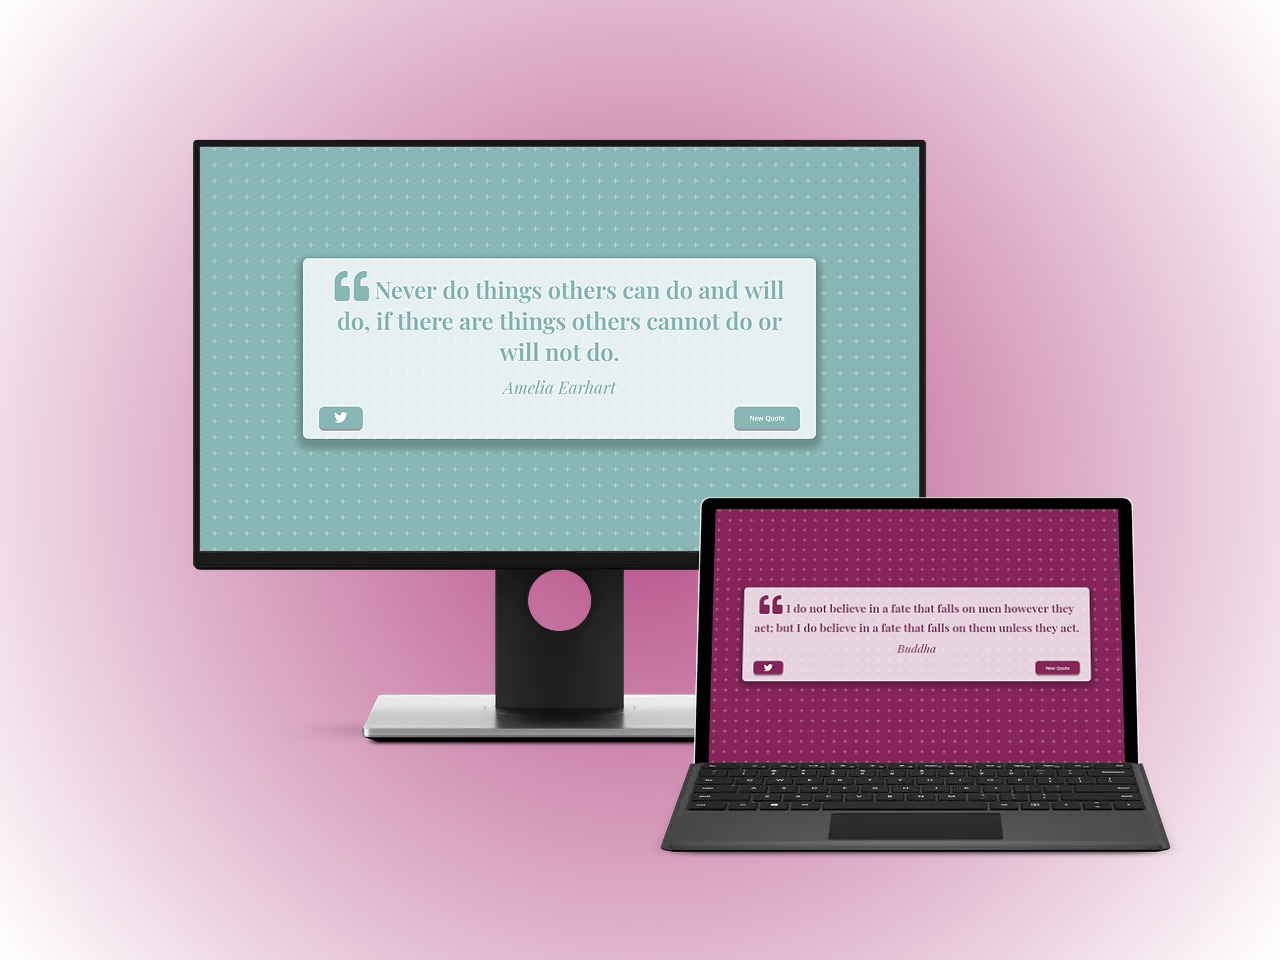 Never do things others can do and will
do, if there are things others cannot do or
will not do.
Amelia Earhart
New Quote
I do not believe in a fate that falls on men however they
act; but I do believe in a fate that falls on them unless they act.
Buddha
New Quote